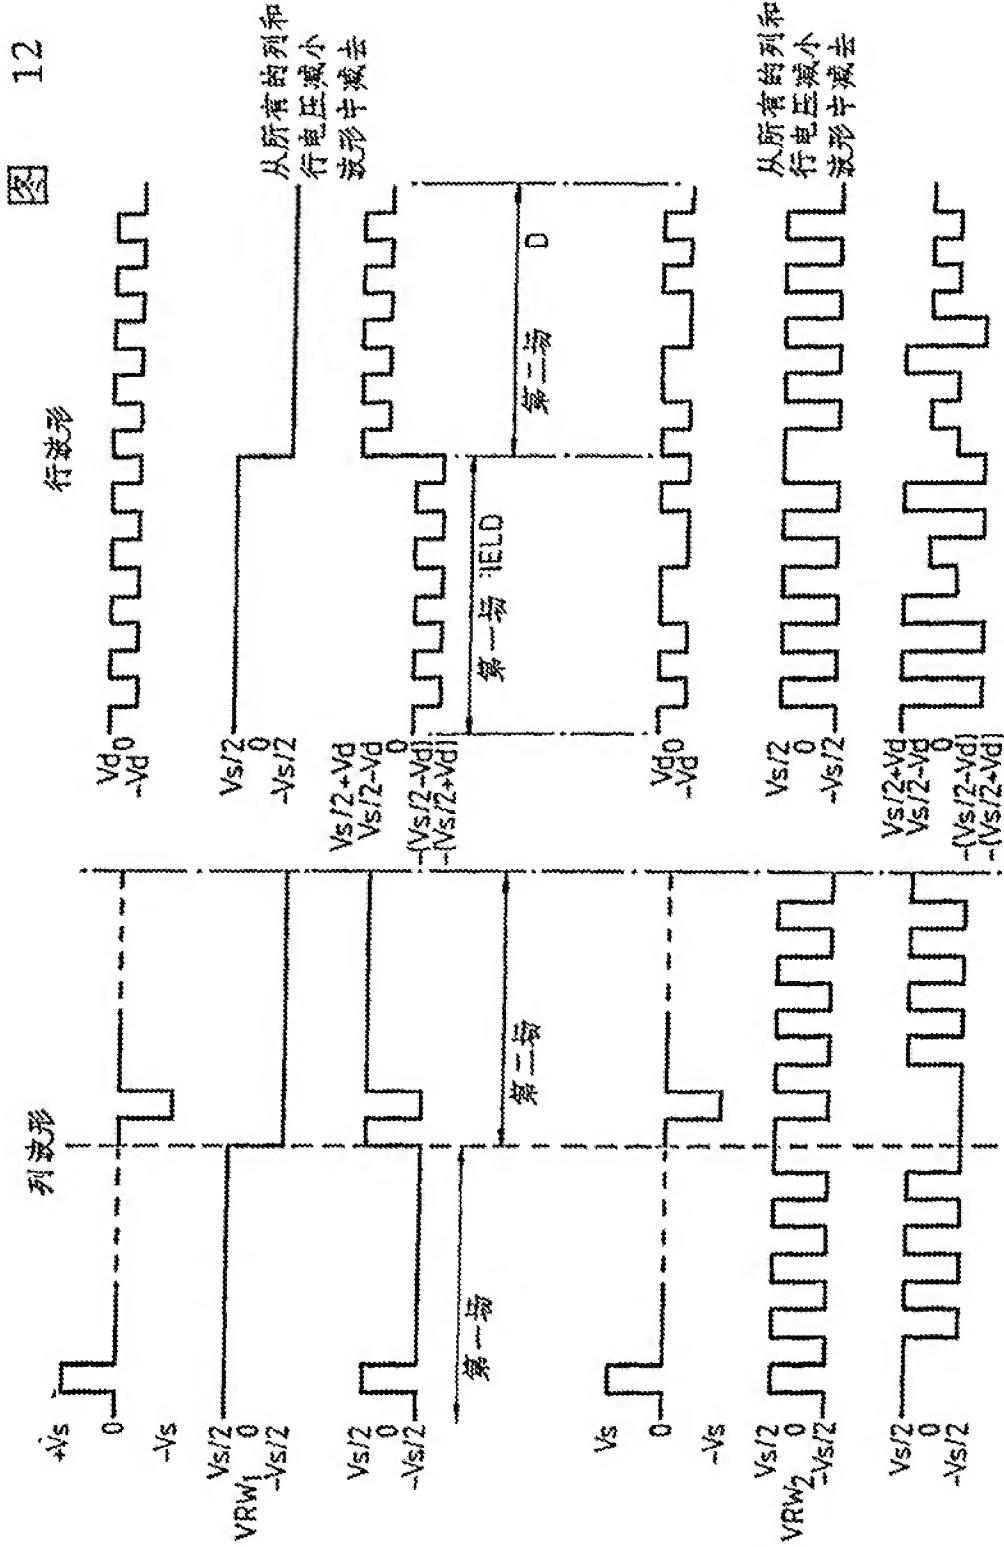 图 12
列波形
行波形
+Vs
0
-Vs
Vs/2
VRW1 0
-Vs/2
Vs/2
0
-Vs/2
第一场
第二场
Vs
0
-Vs
Vs/2
VRW2 0
-Vs/2
Vs/2
0
-Vs/2
Vd
0
-Vd
Vs/2
0
-Vs/2
从所有的列和
行电压减小
波形中减去
Vs/2+Vd
Vs/2-Vd
0
-(Vs/2-Vd)
-(Vs/2+Vd)
第一场 IELD
第二场 D
Vd
0
-Vd
Vs/2
0
-Vs/2
从所有的列和
行电压减小
波形中减去
Vs/2+Vd
Vs/2-Vd
0
-(Vs/2-Vd)
-(Vs/2+Vd)